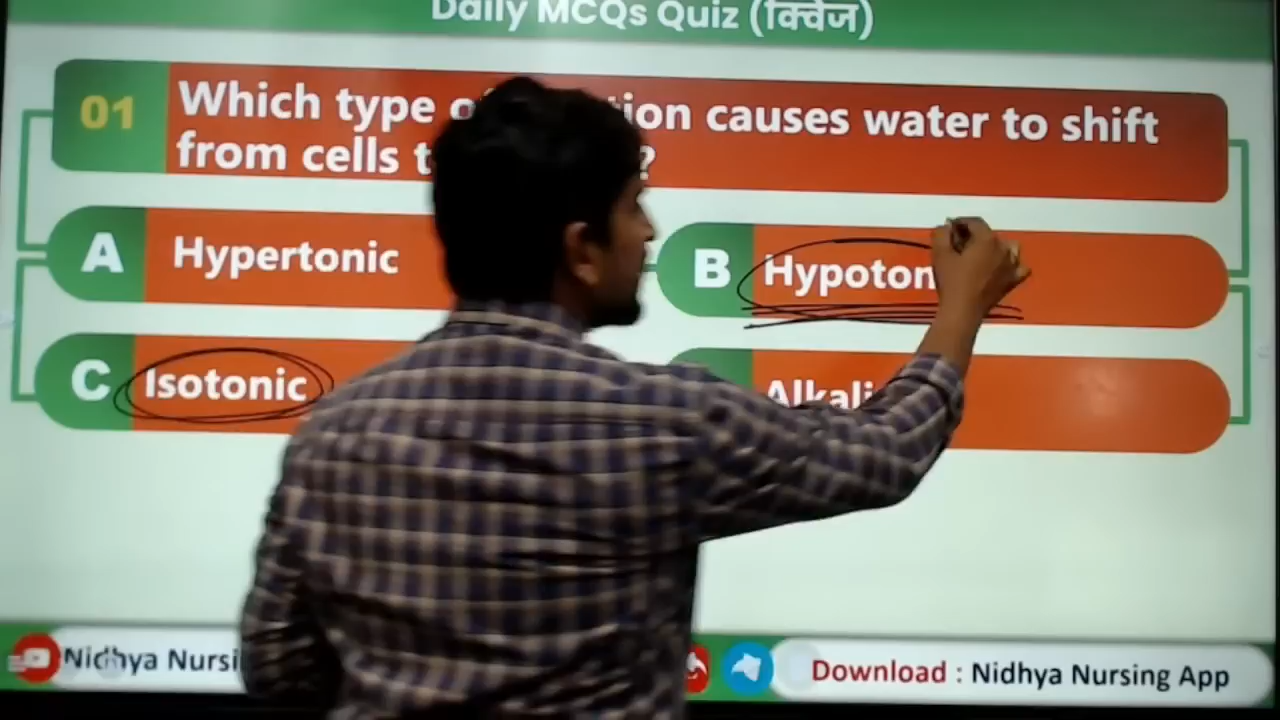 Daily MCQs Quiz (क्विज)
01 Which type ion causes water to shift
from cells ?
A Hypertonic
B Hypoton
C Isotonic
Alkali
Nidhya Nursi
Download : Nidhya Nursing App